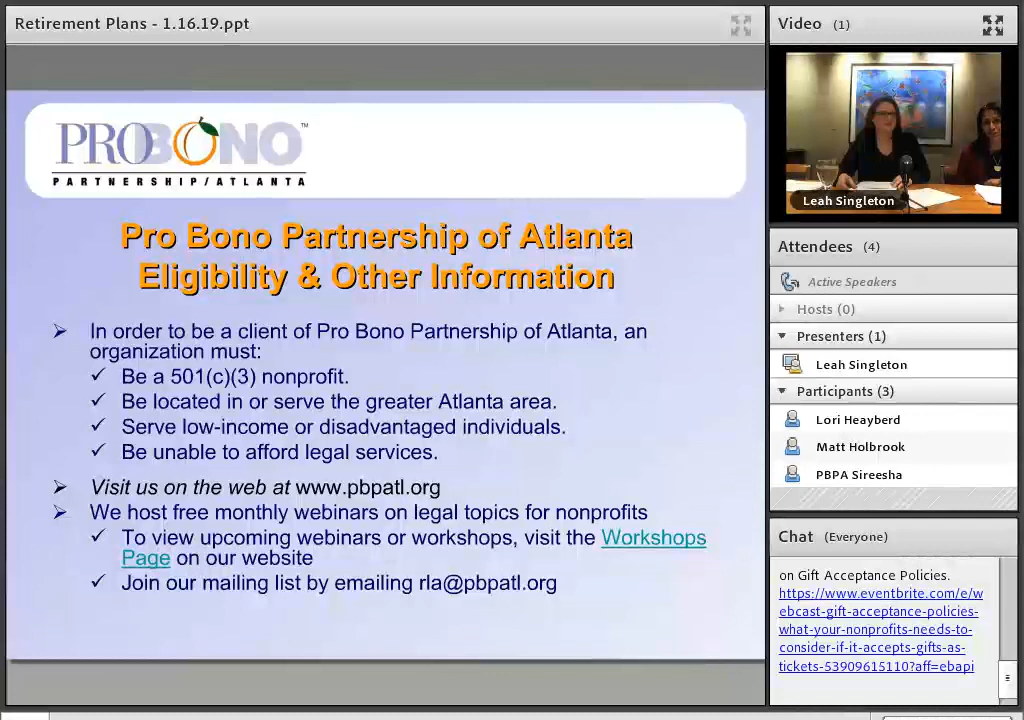 Retirement Plans - 1.16.19.ppt
PROBONO™
PARTNERSHIP/ATLANTA
Pro Bono Partnership of Atlanta
Eligibility & Other Information
➢ In order to be a client of Pro Bono Partnership of Atlanta, an
organization must:
✓ Be a 501(c)(3) nonprofit.
✓ Be located in or serve the greater Atlanta area.
✓ Serve low-income or disadvantaged individuals.
✓ Be unable to afford legal services.
➢ Visit us on the web at www.pbpatl.org
➢ We host free monthly webinars on legal topics for nonprofits
✓ To view upcoming webinars or workshops, visit the Workshops
Page on our website
✓ Join our mailing list by emailing rla@pbpatl.org
Video (1)
Leah Singleton
Attendees (4)
Active Speakers
Hosts (0)
Presenters (1)
Leah Singleton
Participants (3)
Lori Heayberd
Matt Holbrook
PBPA Sireesha
Chat (Everyone)
on Gift Acceptance Policies.
https://www.eventbrite.com/e/w
ebcast-gift-acceptance-policies-
what-your-nonprofits-needs-to-
consider-if-it-accepts-gifts-as-
tickets-53909615110?aff=ebapi